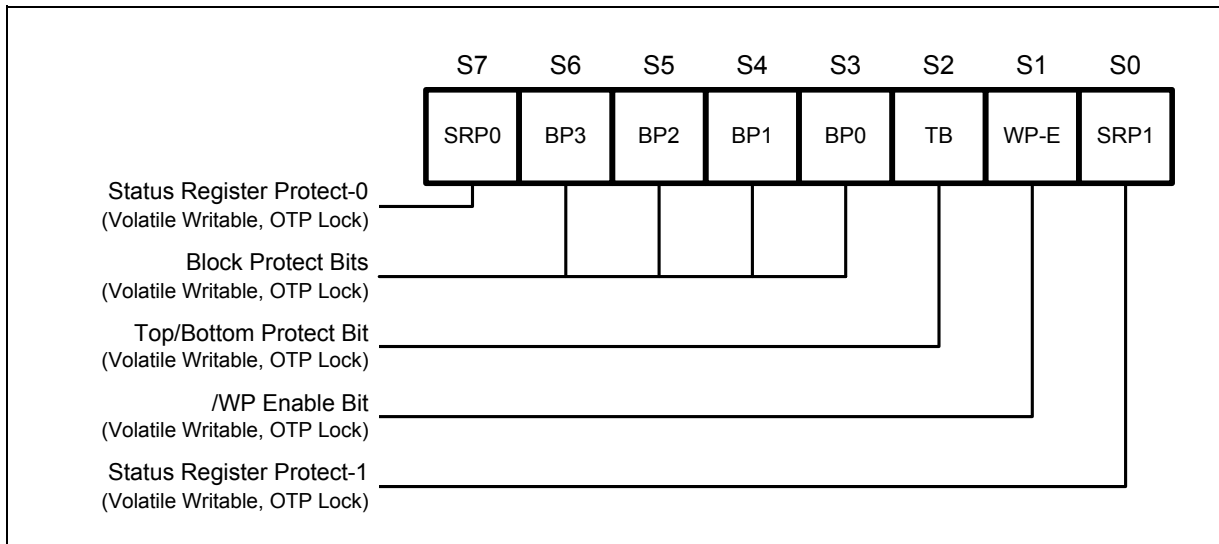 S7 S6 S5 S4 S3 S2 S1 S0
SRP0 BP3 BP2 BP1 BP0 TB WP-E SRP1
Status Register Protect-0
(Volatile Writable, OTP Lock)
Block Protect Bits
(Volatile Writable, OTP Lock)
Top/Bottom Protect Bit
(Volatile Writable, OTP Lock)
/WP Enable Bit
(Volatile Writable, OTP Lock)
Status Register Protect-1
(Volatile Writable, OTP Lock)